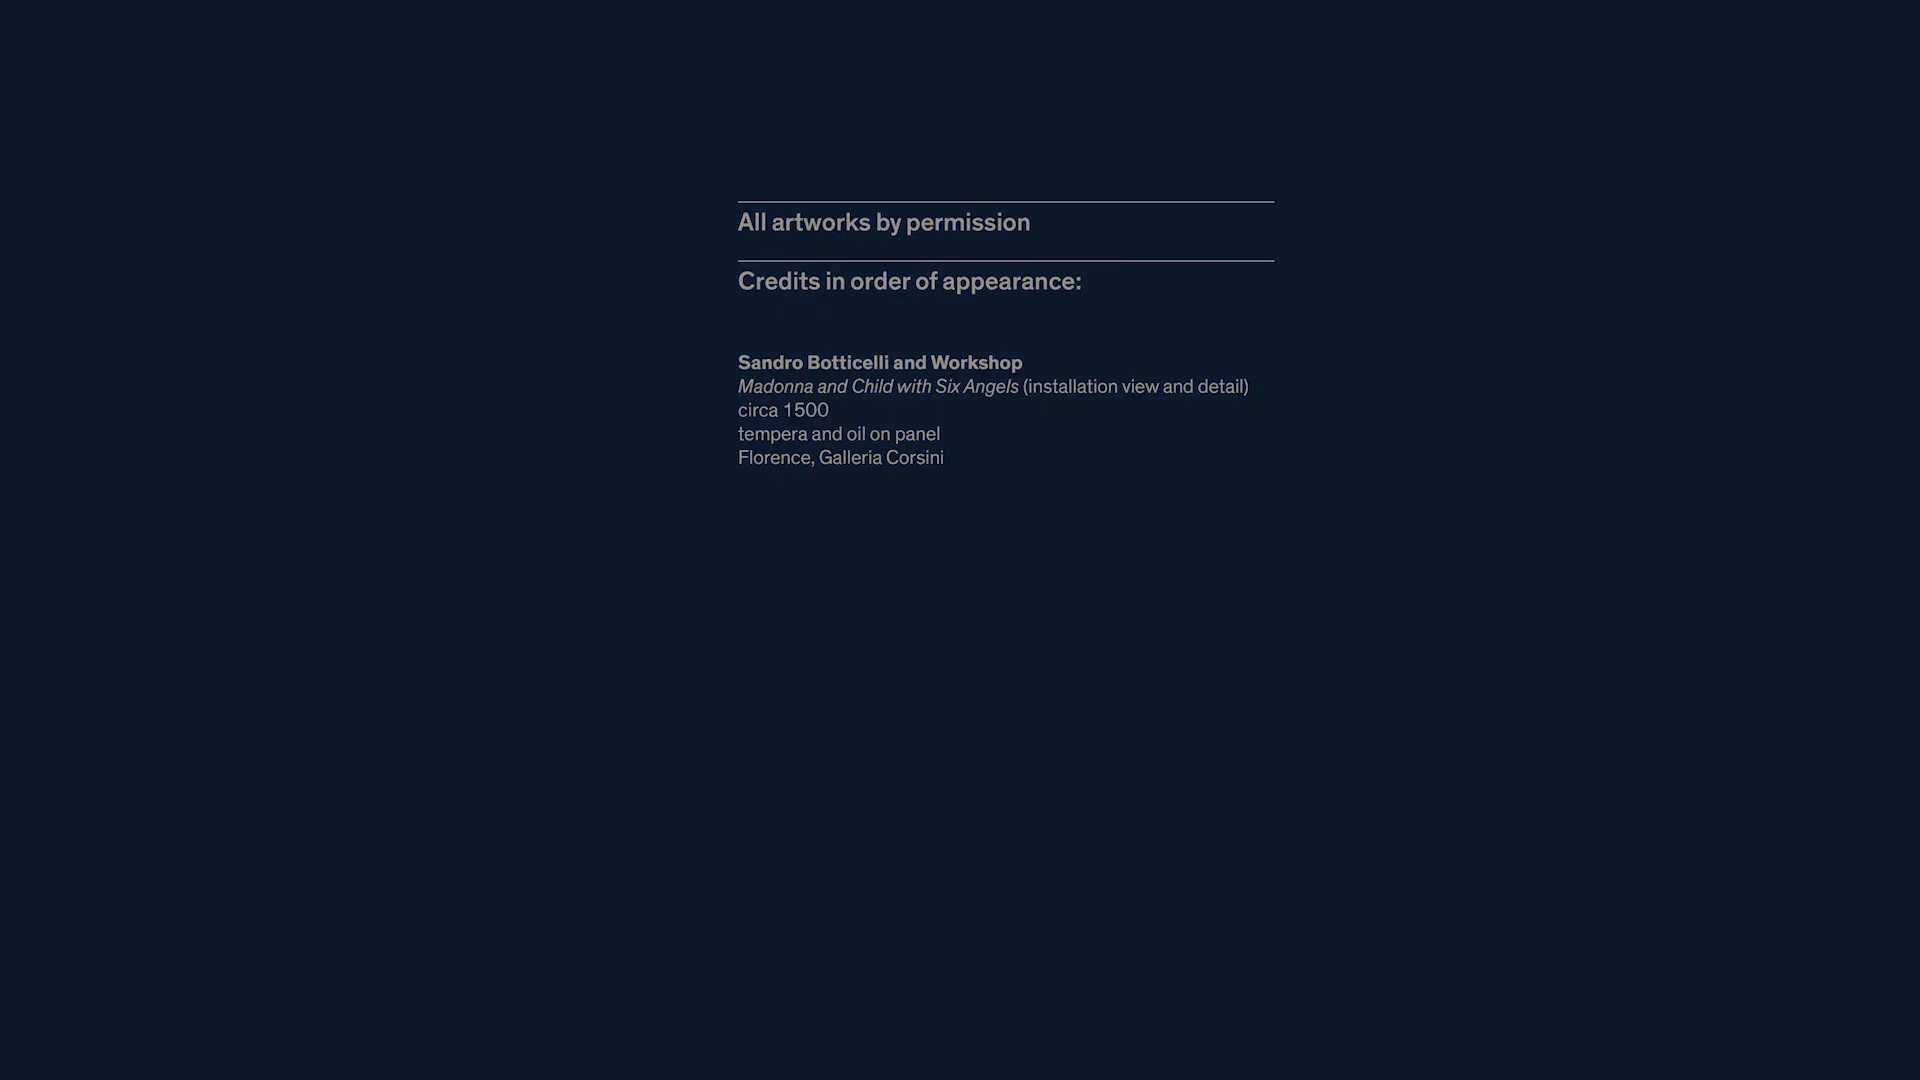 All artworks by permission
Credits in order of appearance:
Sandro Botticelli and Workshop
Madonna and Child with Six Angels (installation view and detail)
circa 1500
tempera and oil on panel
Florence, Galleria Corsini